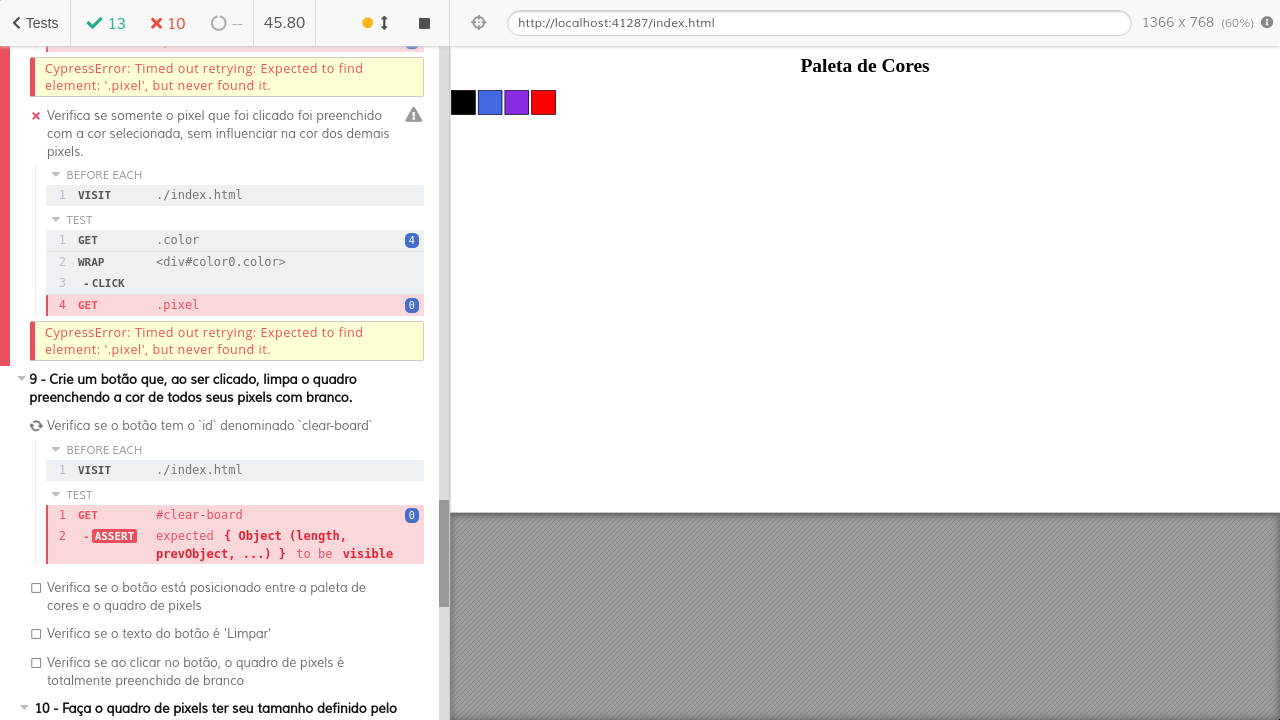 Tests 13 10 -- 45.80
http://localhost:41287/index.html 1366 x 768 (60%)
CypressError: Timed out retrying: Expected to find
element: '.pixel', but never found it.
Verifica se somente o pixel que foi clicado foi preenchido
com a cor selecionada, sem influenciar na cor dos demais
pixels.
BEFORE EACH
1 VISIT ./index.html
TEST
1 GET .color 4
2 WRAP <div#color0.color>
3 -CLICK
4 GET .pixel 0
CypressError: Timed out retrying: Expected to find
element: '.pixel', but never found it.
9 - Crie um botão que, ao ser clicado, limpa o quadro
preenchendo a cor de todos seus pixels com branco.
Verifica se o botão tem o `id` denominado `clear-board`
BEFORE EACH
1 VISIT ./index.html
TEST
1 GET #clear-board 0
2 -ASSERT expected { Object (length,
prevObject, ...) } to be visible
Verifica se o botão está posicionado entre a paleta de
cores e o quadro de pixels
Verifica se o texto do botão é 'Limpar'
Verifica se ao clicar no botão, o quadro de pixels é
totalmente preenchido de branco
10 - Faça o quadro de pixels ter seu tamanho definido pelo
Paleta de Cores